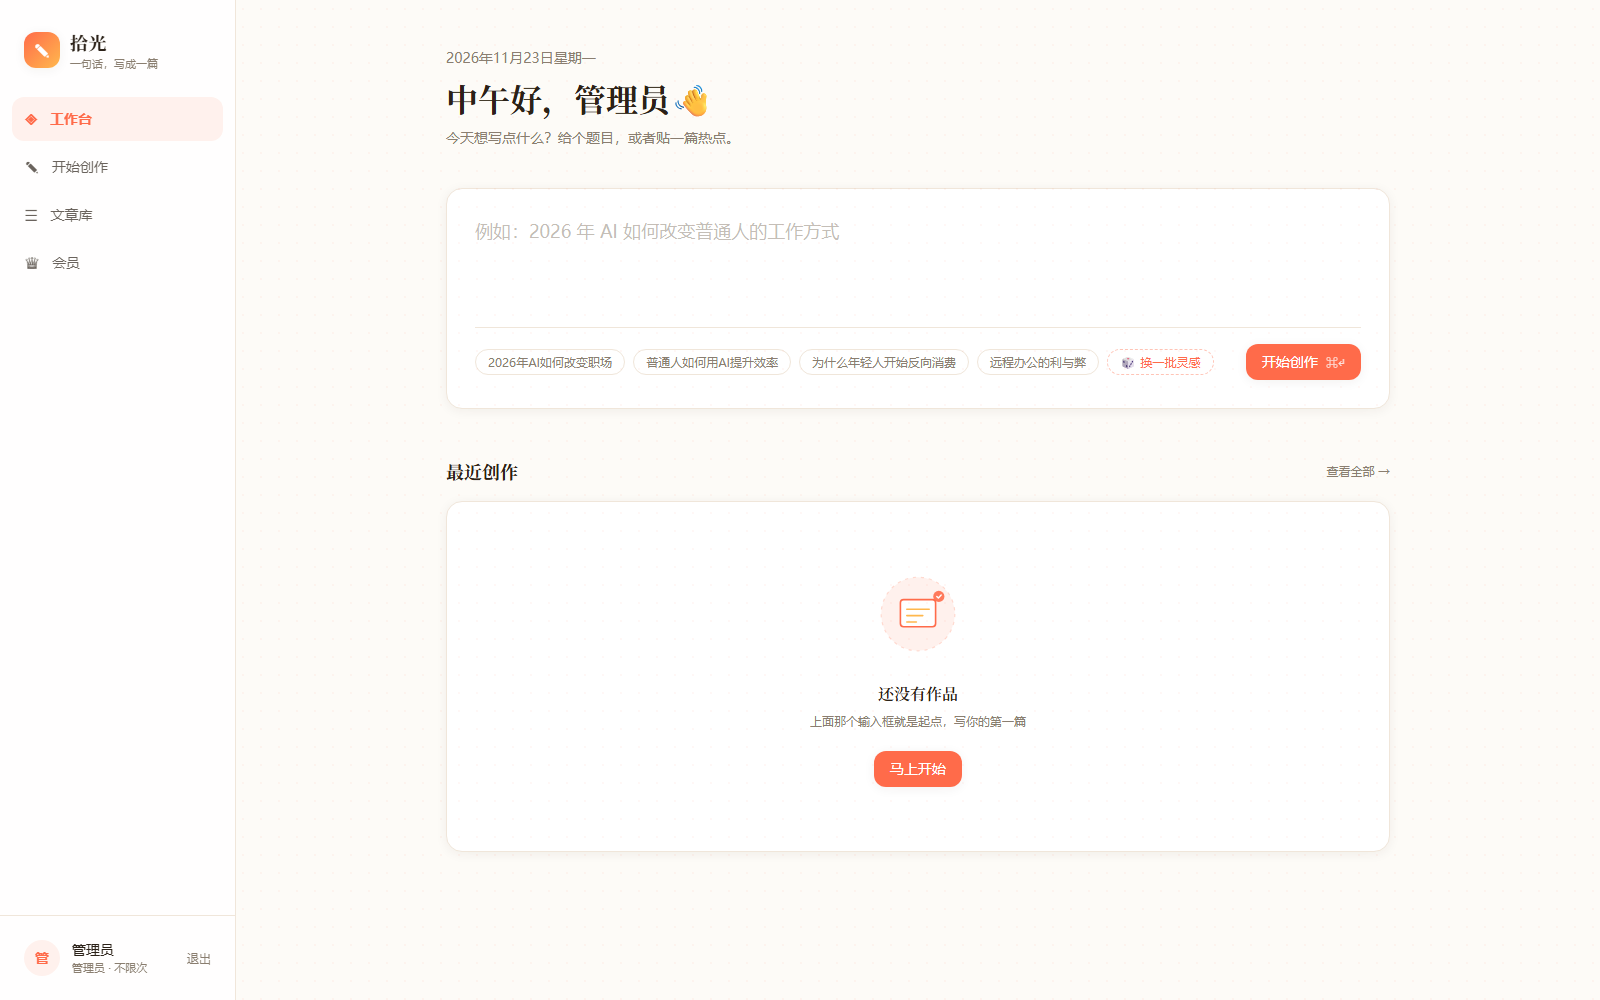 拾光
一句话，写成一篇
工作台
开始创作
文章库
会员
2026年11月23日星期一
中午好，管理员👋
今天想写点什么？给个题目，或者贴一篇热点。
例如：2026 年 AI 如何改变普通人的工作方式
2026年AI如何改变职场
普通人如何用AI提升效率
为什么年轻人开始反向消费
远程办公的利与弊
换一批灵感
开始创作 ⌘↵
最近创作
查看全部 →
还没有作品
上面那个输入框就是起点，写你的第一篇
马上开始
管
管理员
管理员 · 不限次
退出